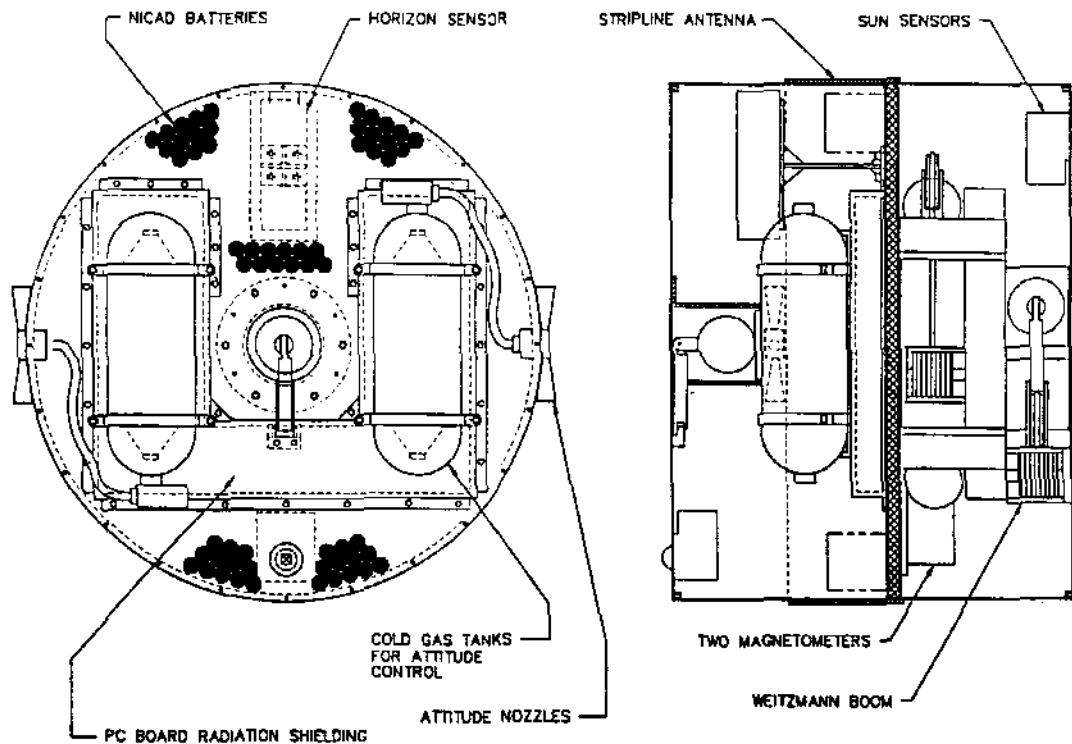 NICAD BATTERIES
HORIZON SENSOR
STRIPLINE ANTENNA
SUN SENSORS
COLD GAS TANKS
FOR ATTITUDE
CONTROL
TWO MAGNETOMETERS
WEITZMANN BOOM
ATTITUDE NOZZLES
PC BOARD RADIATION SHIELDING